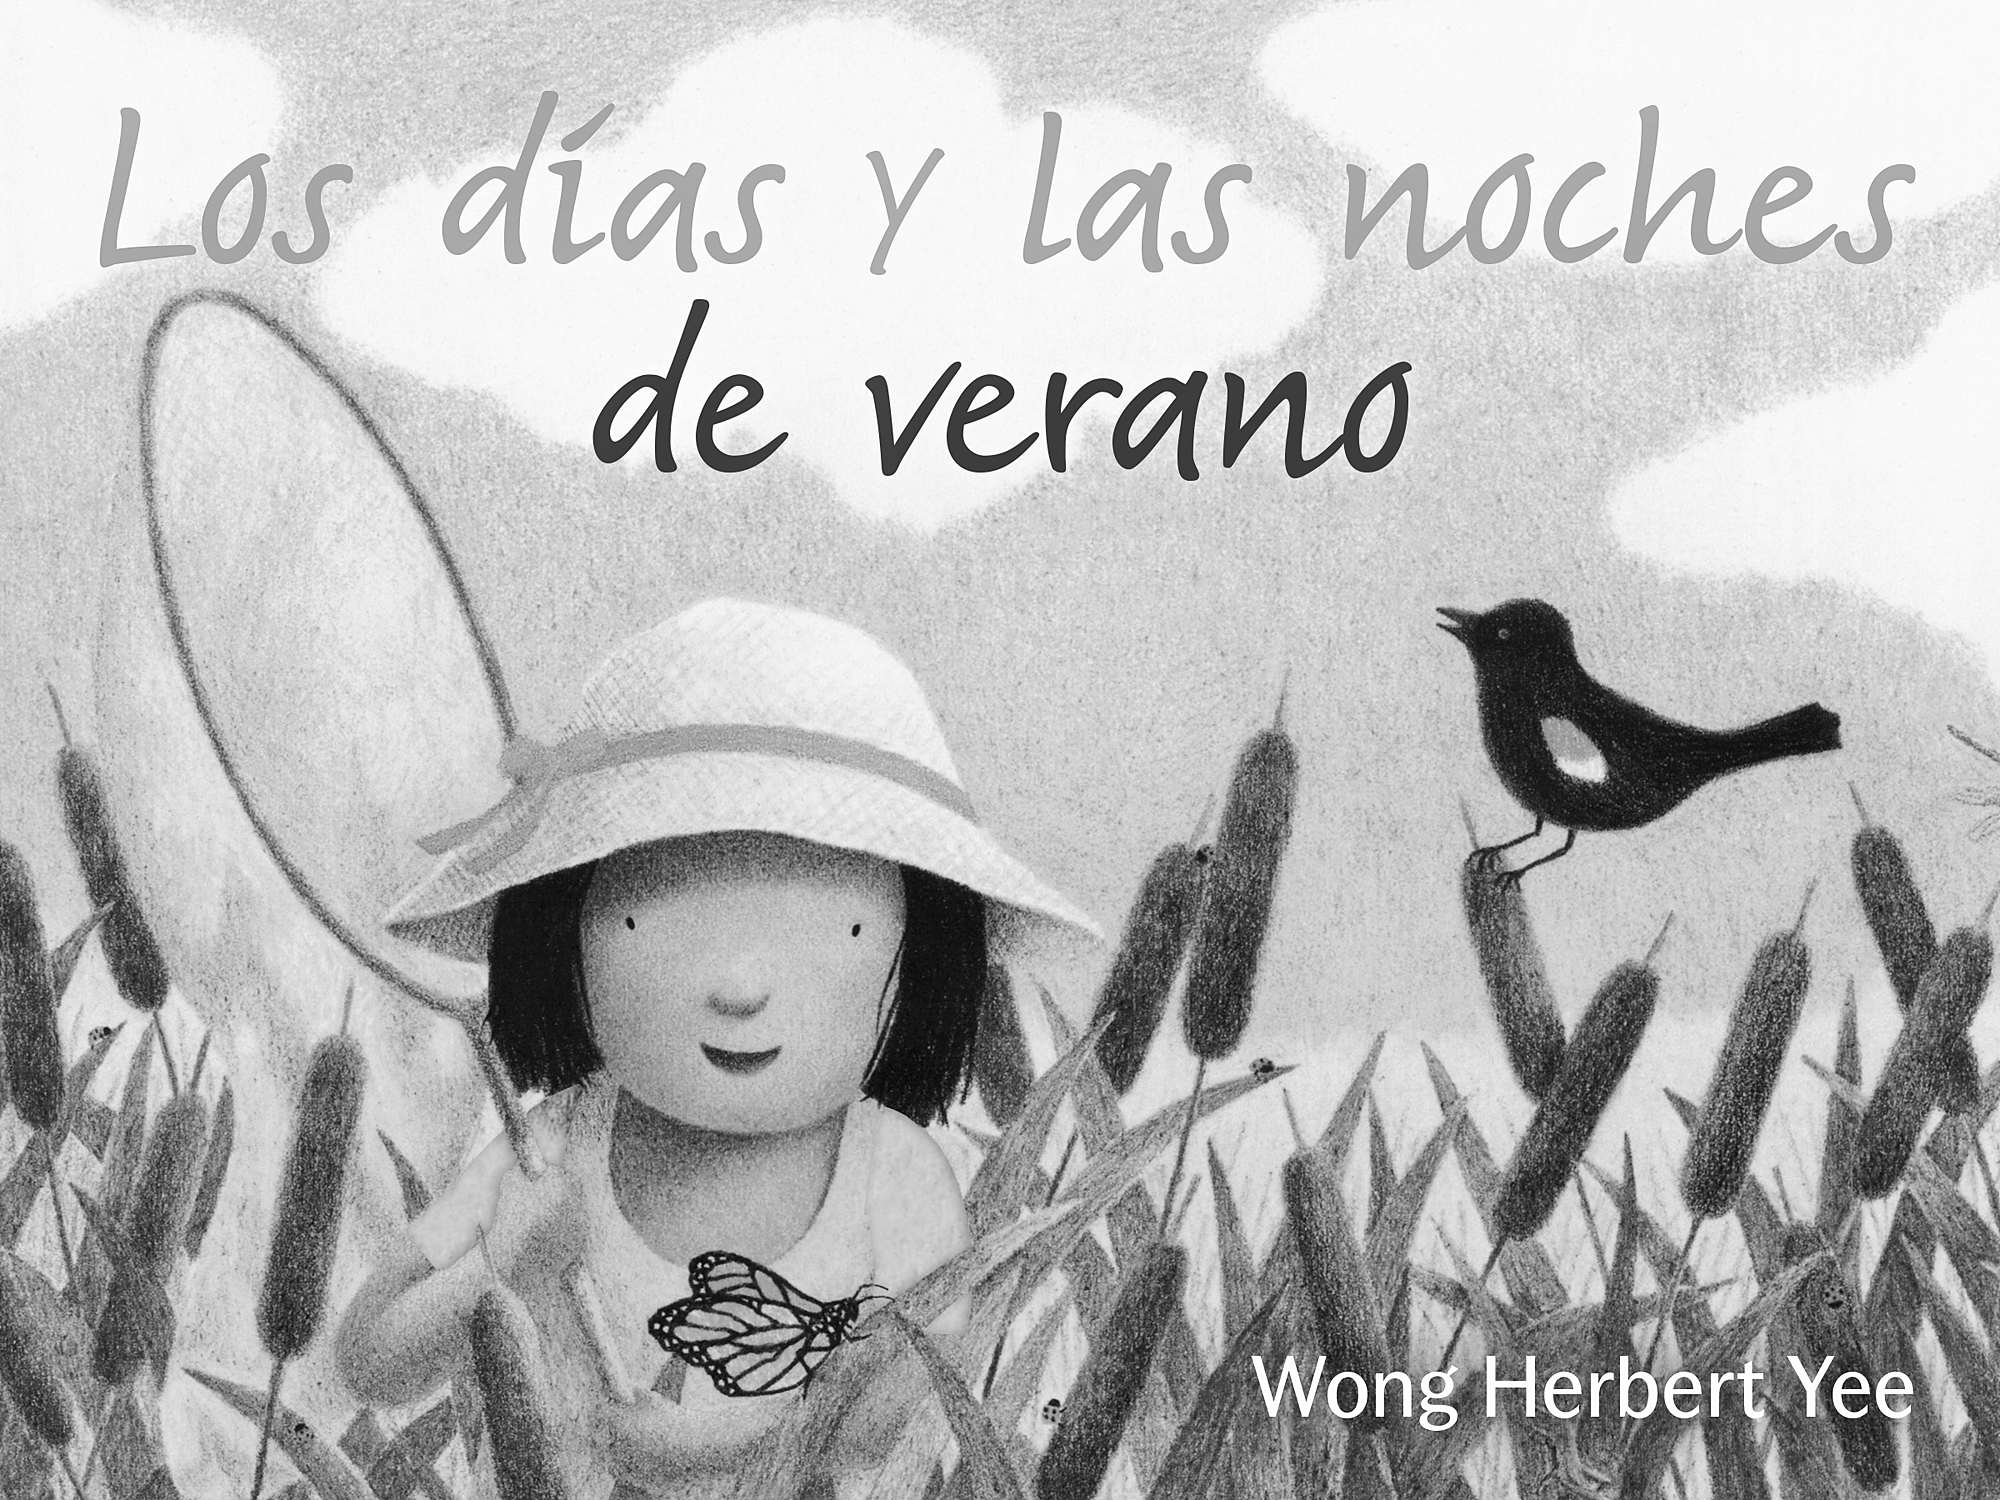 Los días y las noches
de verano
Wong Herbert Yee